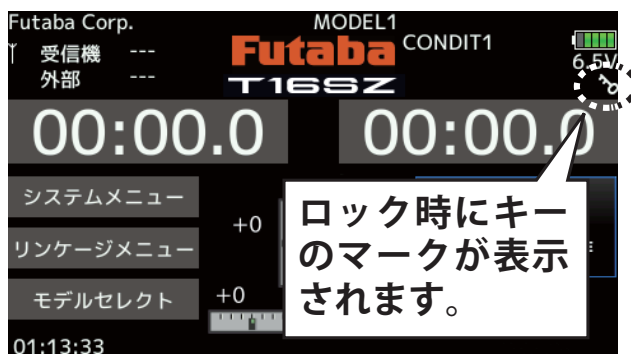 Futaba Corp.
MODEL1
受信機 ---
外部 ---
Futaba
T16SZ
CONDIT1
6.5V
00:00.0
00:00.0
システムメニュー
リンケージメニュー
モデルセレクト
+0
+0
ロック時にキー
のマークが表示
されます。
01:13:33